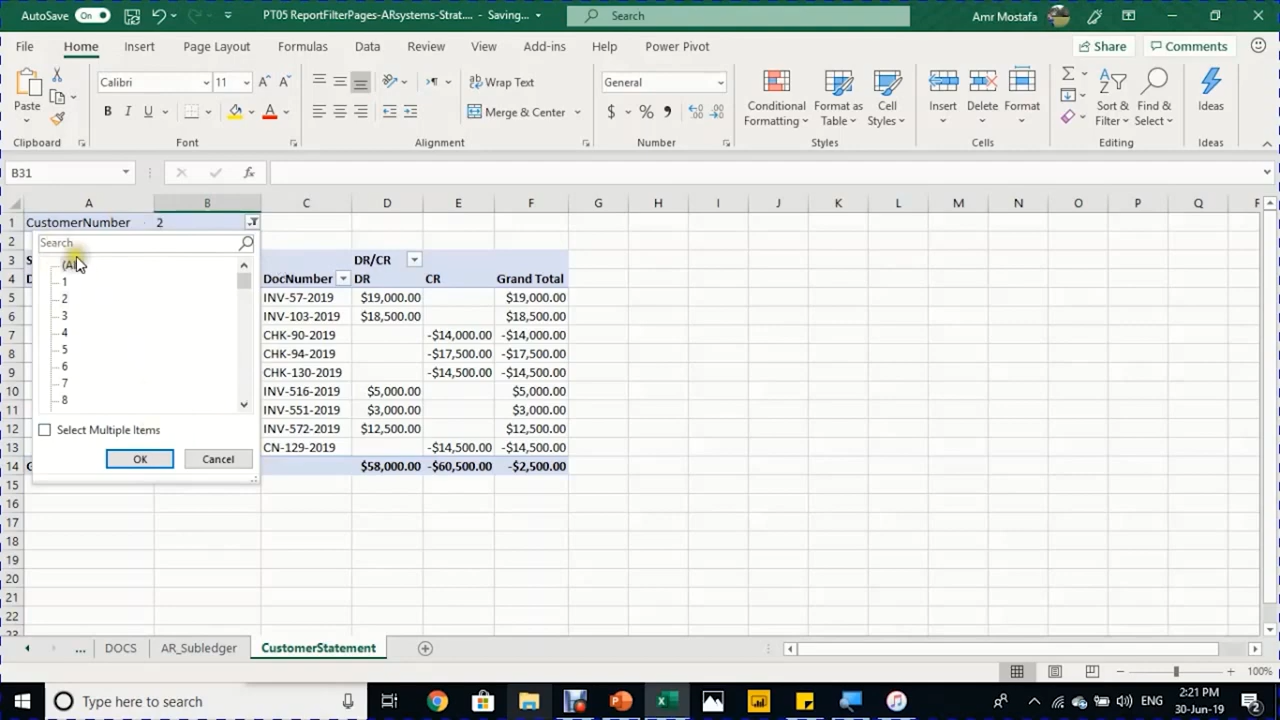 AutoSave On PT05 ReportFilterPages-ARsystems-Strat.... - Saving... Search Amr Mostafa
File Home Insert Page Layout Formulas Data Review View Add-ins Help Power Pivot Share Comments
Paste Calibri 11 Wrap Text General
B I U Merge & Center $ % Conditional Formatting Format as Table Cell Styles Insert Delete Format Sort & Filter Find & Select Ideas
Clipboard Font Alignment Number Styles Cells Editing Ideas
B31 fx
A B C D E F G H I J K L M N O P Q
1 CustomerNumber 2
2 Search
3 DR/CR
4 DocNumber DR CR Grand Total
5 INV-57-2019 $19,000.00 $19,000.00
6 INV-103-2019 $18,500.00 $18,500.00
7 CHK-90-2019 -$14,000.00 -$14,000.00
8 CHK-94-2019 -$17,500.00 -$17,500.00
9 CHK-130-2019 -$14,500.00 -$14,500.00
10 INV-516-2019 $5,000.00 $5,000.00
11 INV-551-2019 $3,000.00 $3,000.00
12 INV-572-2019 $12,500.00 $12,500.00
13 CN-129-2019 -$14,500.00 -$14,500.00
14 $58,000.00 -$60,500.00 -$2,500.00
15
16
17
18
19
20
21
22
1
2
3
4
5
6
7
8
Select Multiple Items
OK Cancel
... DOCS AR_Subledger CustomerStatement
100%
Type here to search ENG 2:21 PM
30-Jun-19 2